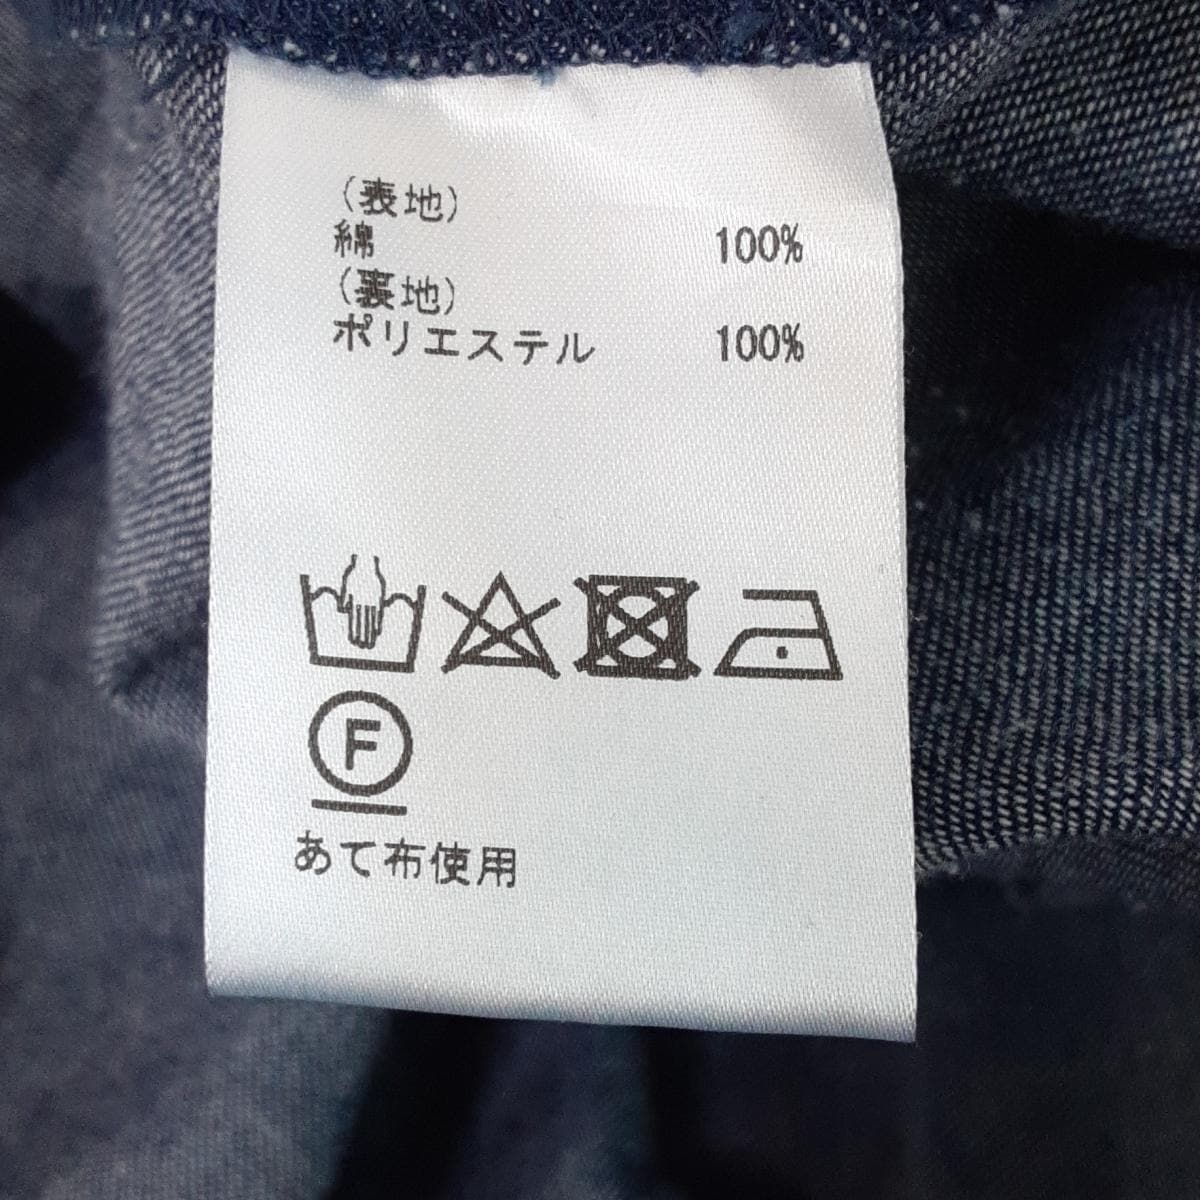 (表地)
綿 100%
(裏地)
ポリエステル 100%
F
あて布使用